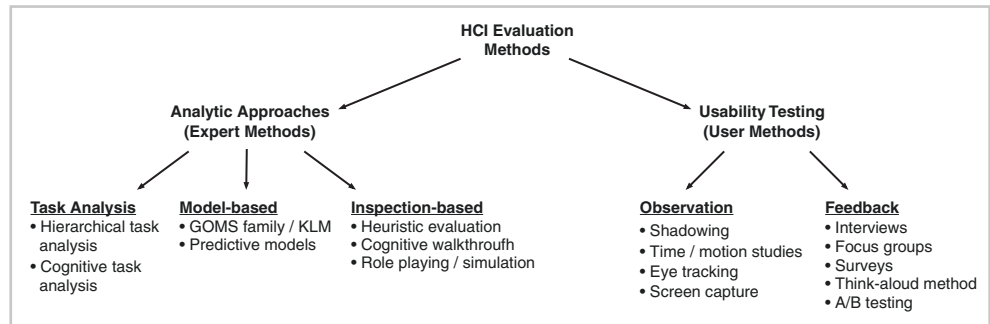 HCI Evaluation
Methods
Analytic Approaches
(Expert Methods)
Usability Testing
(User Methods)
Task Analysis
• Hierarchical task
analysis
• Cognitive task
analysis
Model-based
• GOMS family / KLM
• Predictive models
Inspection-based
• Heuristic evaluation
• Cognitive walkthroufh
• Role playing / simulation
Observation
• Shadowing
• Time / motion studies
• Eye tracking
• Screen capture
Feedback
• Interviews
• Focus groups
• Surveys
• Think-aloud method
• A/B testing